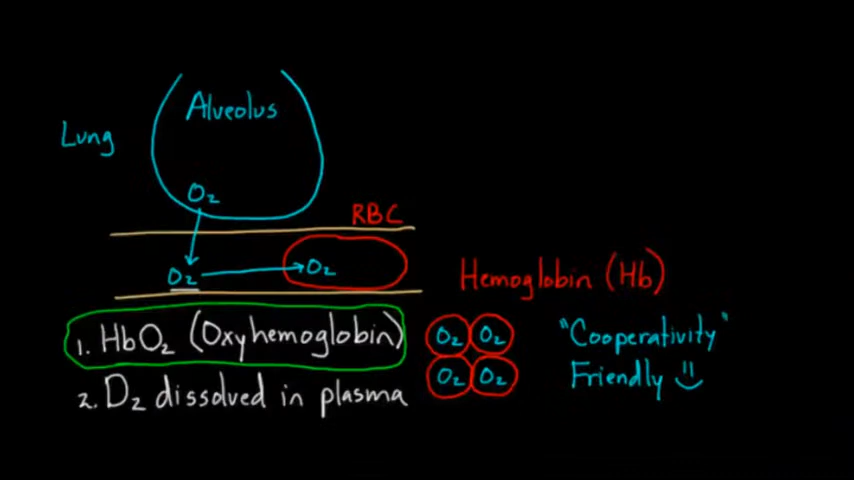 Alveolus
Lung
O₂
RBC
O₂ O₂
Hemoglobin (Hb)
1. HbO₂ (Oxyhemoglobin)
O₂ O₂
"Cooperativity"
O₂ O₂
Friendly
2. O₂ dissolved in plasma